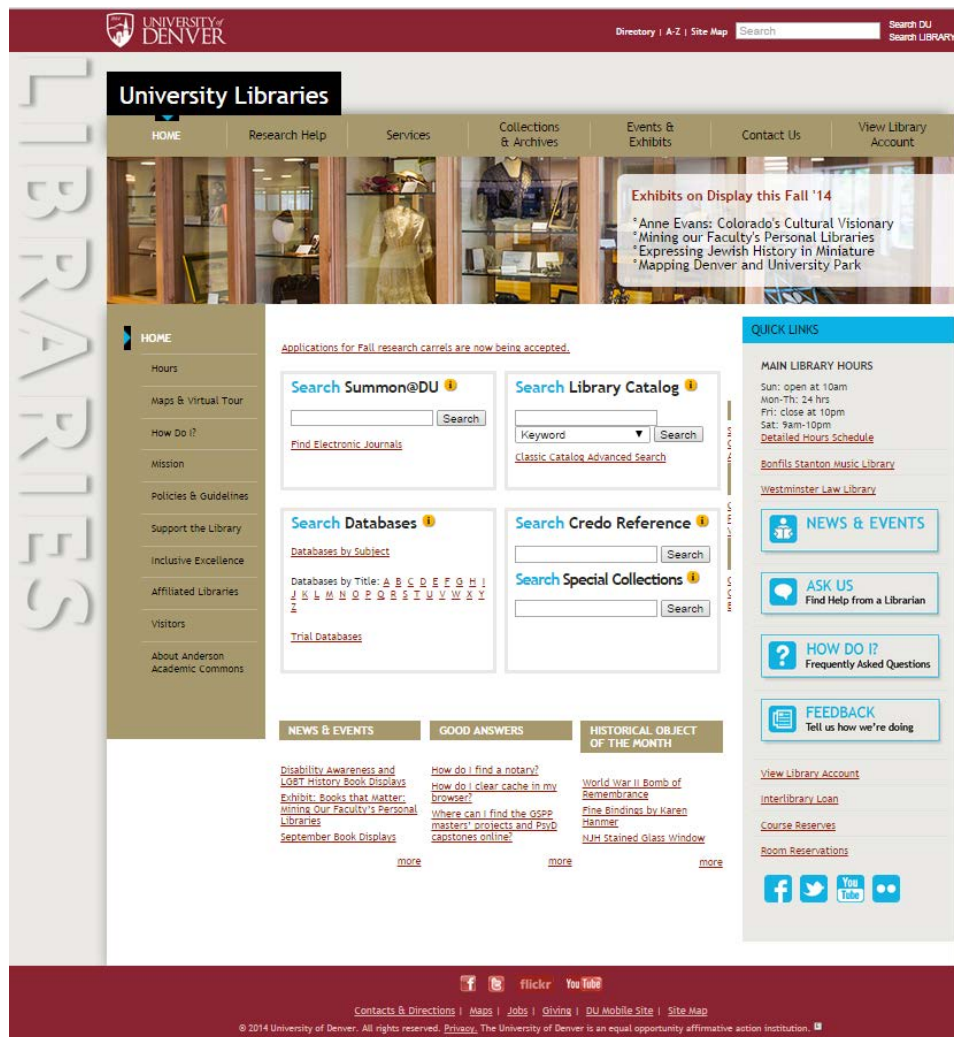 UNIVERSITY of
DENVER
Directory | A-Z | Site Map
Search
Search DU
Search LIBRARY
LIBRARIES
University Libraries
HOME
Research Help
Services
Collections
& Archives
Events &
Exhibits
Contact Us
View Library
Account
Exhibits on Display this Fall '14
°Anne Evans: Colorado's Cultural Visionary
°Mining our Faculty's Personal Libraries
°Expressing Jewish History in Miniature
°Mapping Denver and University Park
HOME
Hours
Maps & Virtual Tour
How Do I?
Mission
Policies & Guidelines
Support the Library
Inclusive Excellence
Affiliated Libraries
Visitors
About Anderson
Academic Commons
Applications for Fall research carrels are now being accepted.
Search Summon@DU
Search
Find Electronic Journals
Search Library Catalog
Keyword
Search
Classic Catalog Advanced Search
Search Databases
Databases by Subject
Databases by Title: A B C D E F G H I
J K L M N O P Q R S T U V W X Y
Z
Trial Databases
Search Credo Reference
Search
Search Special Collections
Search
NEWS & EVENTS
Disability Awareness and
LGBT History Book Displays
Exhibit: Books that Matter:
Mining Our Faculty's Personal
Libraries
September Book Displays
more
GOOD ANSWERS
How do I find a notary?
How do I clear cache in my
browser?
Where can I find the GSPP
masters' projects and PsyD
capstones online?
more
HISTORICAL OBJECT
OF THE MONTH
World War II Bomb of
Remembrance
Fine Bindings by Karen
Hanmer
NJH Stained Glass Window
more
QUICK LINKS
MAIN LIBRARY HOURS
Sun: open at 10am
Mon-Th: 24 hrs
Fri: close at 10pm
Sat: 9am-10pm
Detailed Hours Schedule
Bonfils Stanton Music Library
Westminster Law Library
NEWS & EVENTS
ASK US
Find Help from a Librarian
HOW DO I?
Frequently Asked Questions
FEEDBACK
Tell us how we're doing
View Library Account
Interlibrary Loan
Course Reserves
Room Reservations
You
Tube
flickr YouTube
Contacts & Directions | Maps | Jobs | Giving | DU Mobile Site | Site Map
© 2014 University of Denver. All rights reserved. Privacy. The University of Denver is an equal opportunity affirmative action institution.